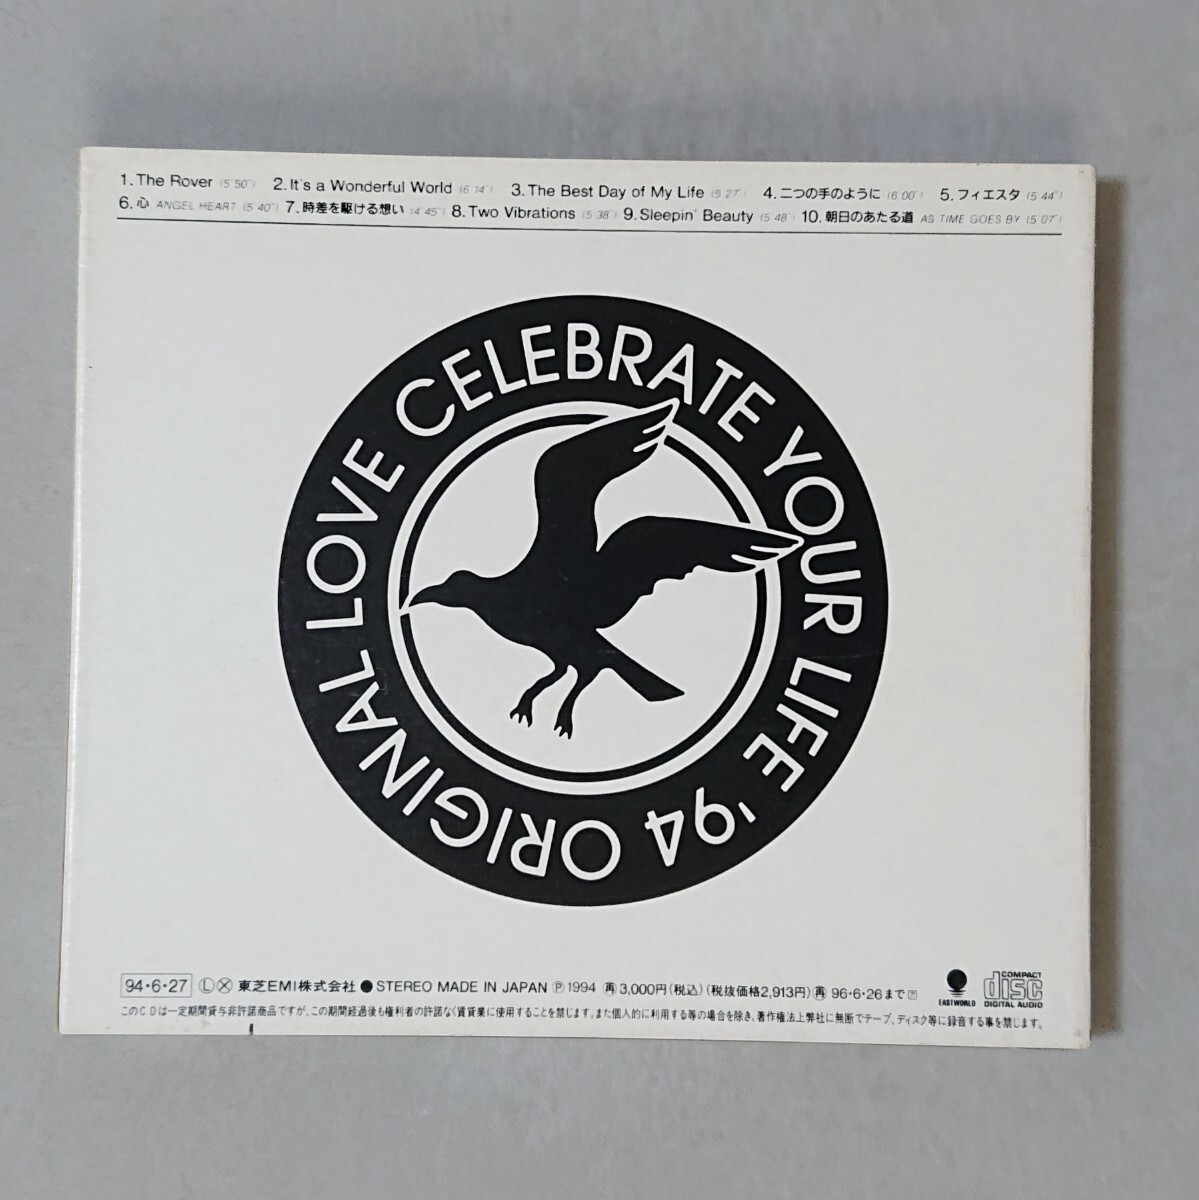 1.The Rover (5'50") 2.It's a Wonderful World (6'14") 3.The Best Day of My Life (5'27") 4.二つの手のように (6'00") 5.フィエスタ (5'44")
6.心 ANGEL HEART (5'40") 7.時差を駆ける想い (4'45") 8.Two Vibrations (5'38") 9.Sleepin' Beauty (5'48") 10.朝日のあたる道 AS TIME GOES BY (5'07")
ORIGINAL LOVE CELEBRATE YOUR LIFE '94
94・6・27 Ⓛ Ⓧ 東芝EMI株式会社 ● STEREO MADE IN JAPAN Ⓟ1994 再 3,000円(税込) (税抜価格2,913円) 再 96・6・26まで
EASTWORLD
COMPACT
disc
DIGITAL AUDIO
このCDは一定期間貸与非許諾商品ですが、この期間経過後も権利者の許諾なく賃貸業に使用することを禁じます。また個人的に利用する等の場合を除き、著作権法上弊社に無断でテープ、ディスク等に録音する事を禁じます。